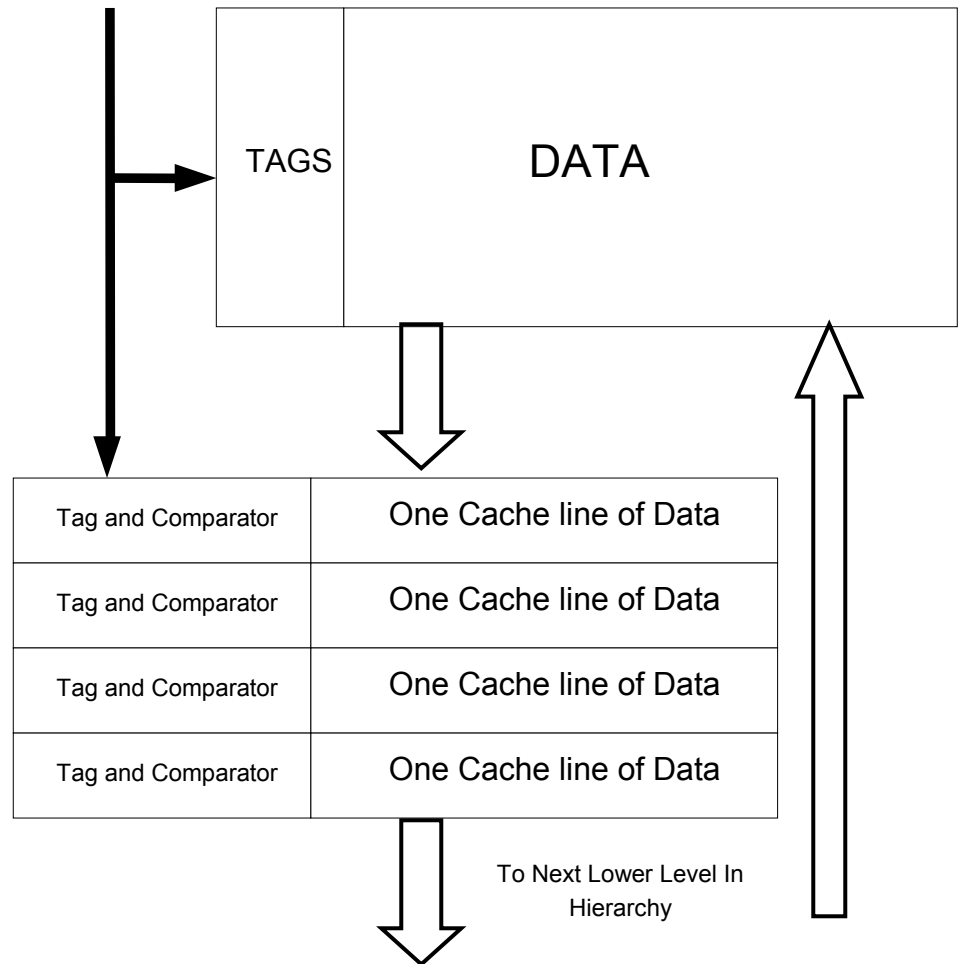 TAGS
DATA
Tag and Comparator
One Cache line of Data
Tag and Comparator
One Cache line of Data
Tag and Comparator
One Cache line of Data
Tag and Comparator
One Cache line of Data
To Next Lower Level In
Hierarchy